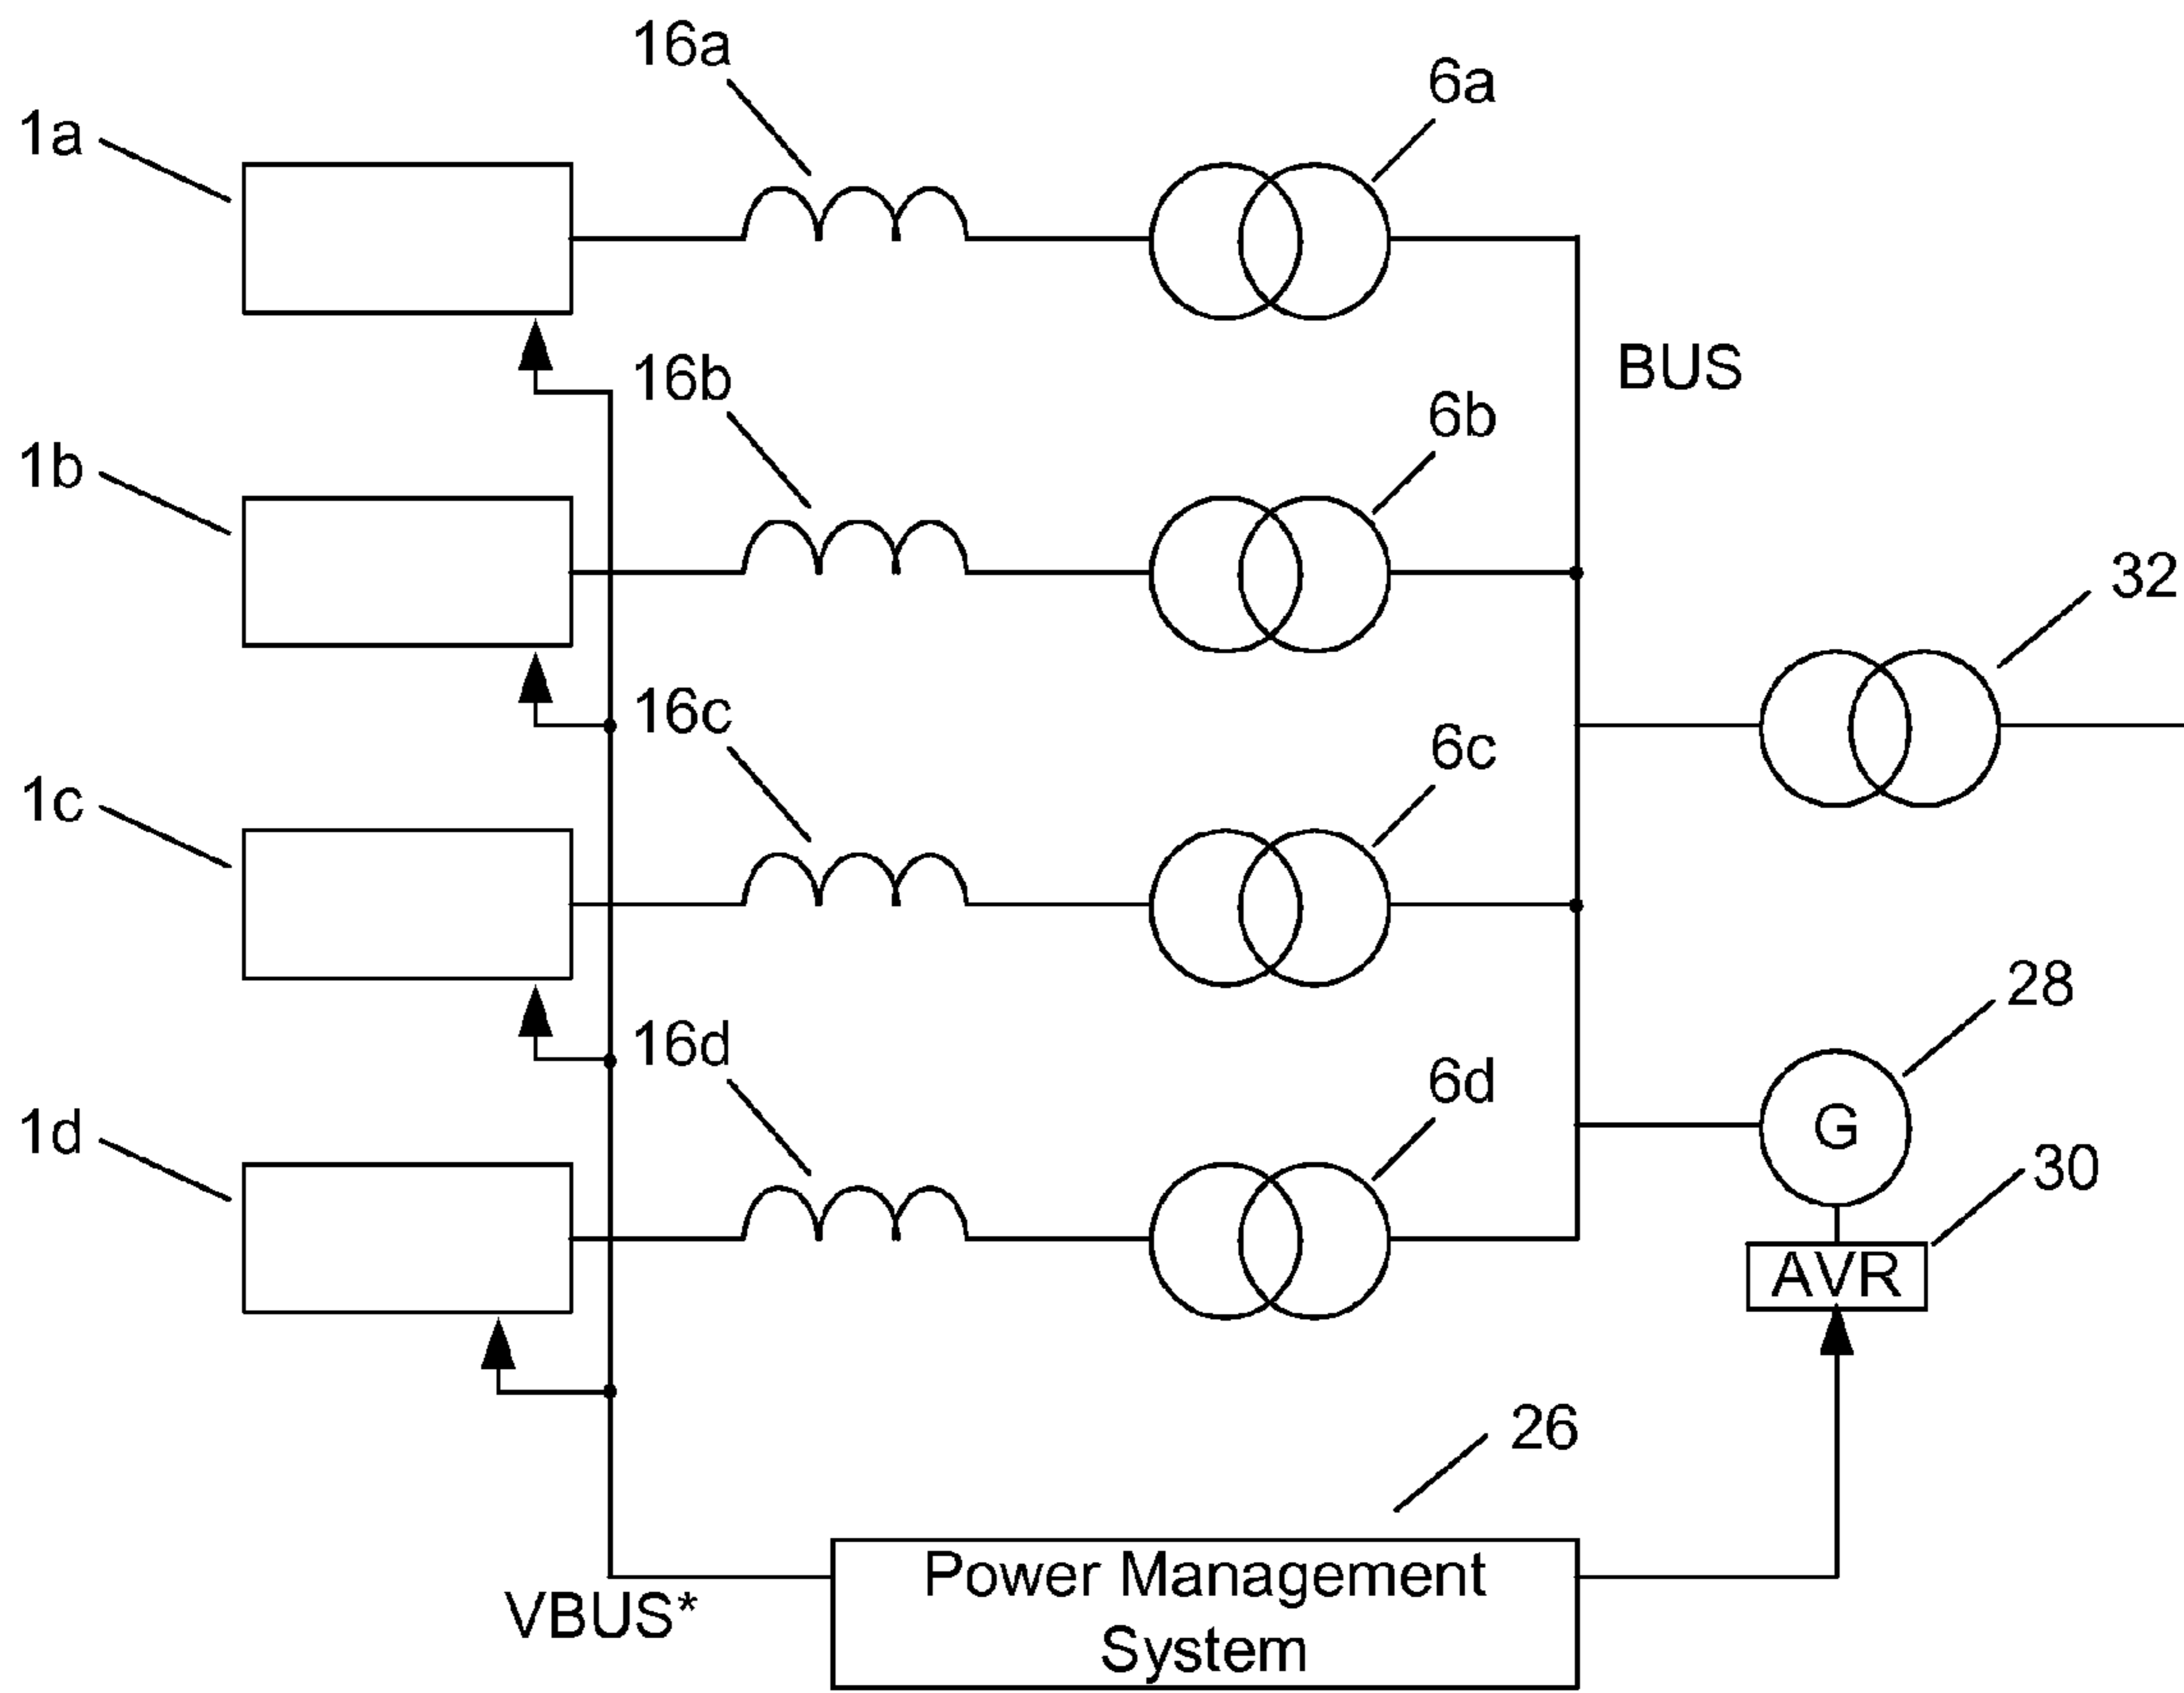 16a
6a
1a
BUS
16b
6b
1b
32
16c
6c
1c
28
16d
6d
G
1d
30
AVR
26
Power Management
System
VBUS*